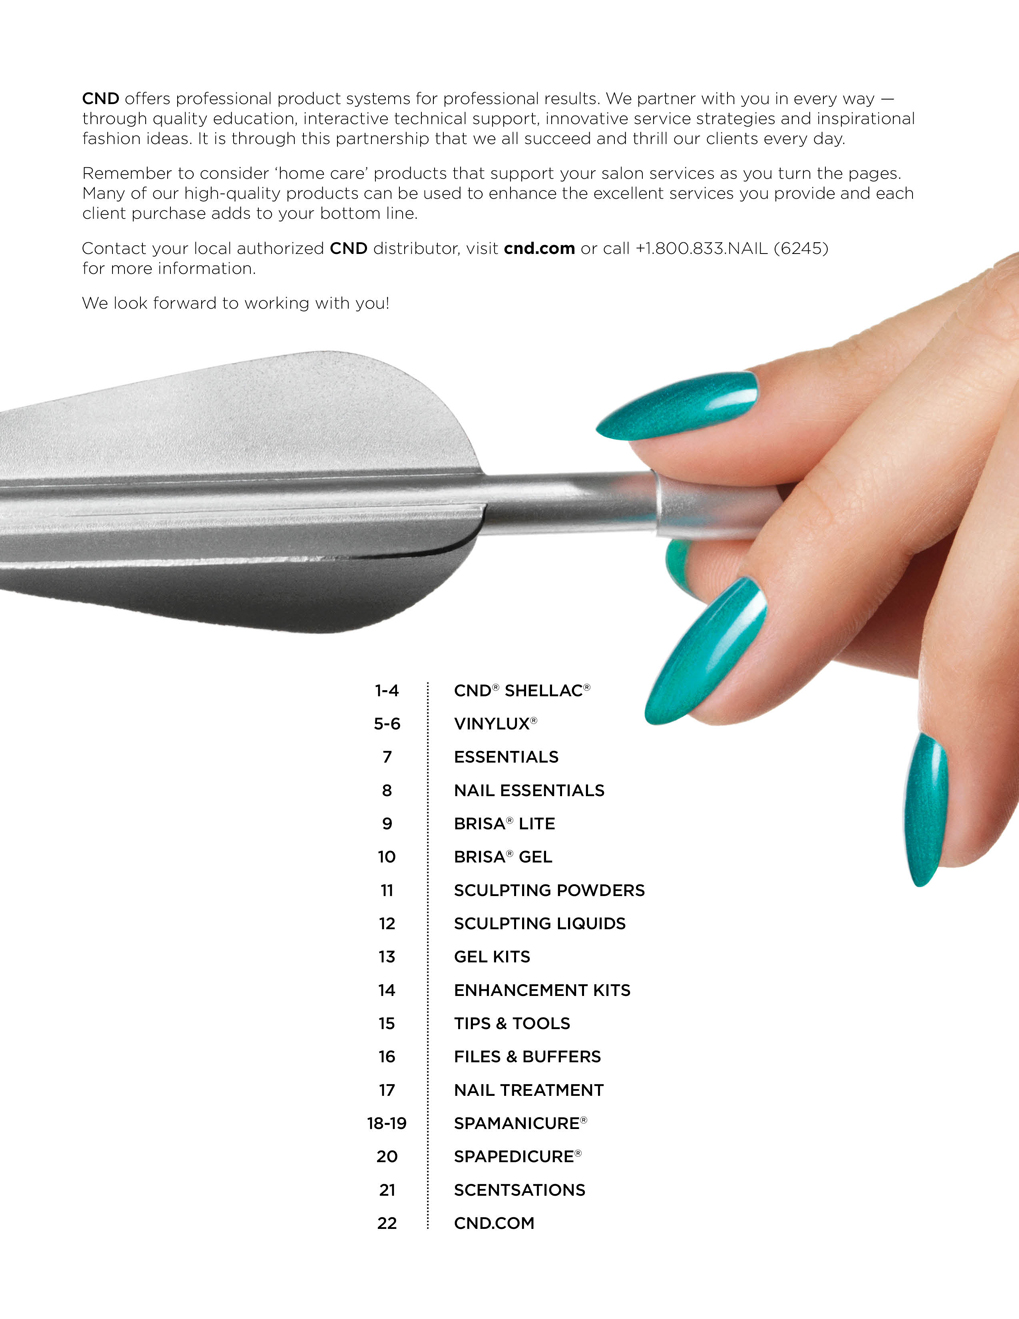 CND offers professional product systems for professional results. We partner with you in every way —
through quality education, interactive technical support, innovative service strategies and inspirational
fashion ideas. It is through this partnership that we all succeed and thrill our clients every day.
Remember to consider ‘home care’ products that support your salon services as you turn the pages.
Many of our high-quality products can be used to enhance the excellent services you provide and each
client purchase adds to your bottom line.
Contact your local authorized CND distributor, visit cnd.com or call +1.800.833.NAIL (6245)
for more information.
We look forward to working with you!
1-4 CND® SHELLAC®
5-6 VINYLUX®
7 ESSENTIALS
8 NAIL ESSENTIALS
9 BRISA® LITE
10 BRISA® GEL
11 SCULPTING POWDERS
12 SCULPTING LIQUIDS
13 GEL KITS
14 ENHANCEMENT KITS
15 TIPS & TOOLS
16 FILES & BUFFERS
17 NAIL TREATMENT
18-19 SPAMANICURE®
20 SPAPEDICURE®
21 SCENTSATIONS
22 CND.COM